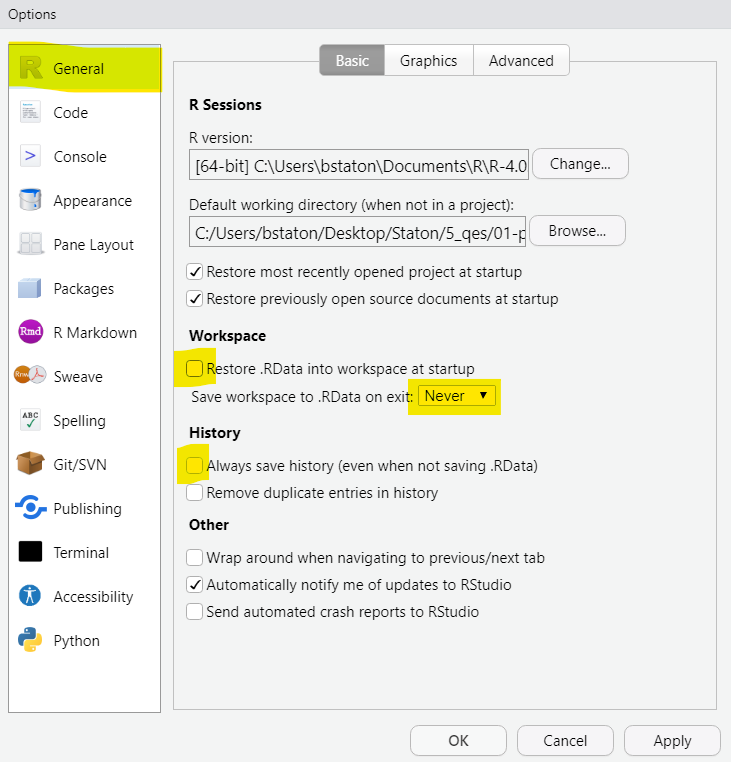 Options
General
Code
Console
Appearance
Pane Layout
Packages
Rmd R Markdown
Rnw Sweave
ABC Spelling
Git/SVN
Publishing
Terminal
Accessibility
Python
Basic Graphics Advanced
R Sessions
R version:
[64-bit] C:\Users\bstaton\Documents\R\R-4.0 Change...
Default working directory (when not in a project):
C:/Users/bstaton/Desktop/Staton/5_qes/01-p Browse...
Restore most recently opened project at startup
Restore previously open source documents at startup
Workspace
Restore .RData into workspace at startup
Save workspace to .RData on exit: Never
History
Always save history (even when not saving .RData)
Remove duplicate entries in history
Other
Wrap around when navigating to previous/next tab
Automatically notify me of updates to RStudio
Send automated crash reports to RStudio
OK Cancel Apply